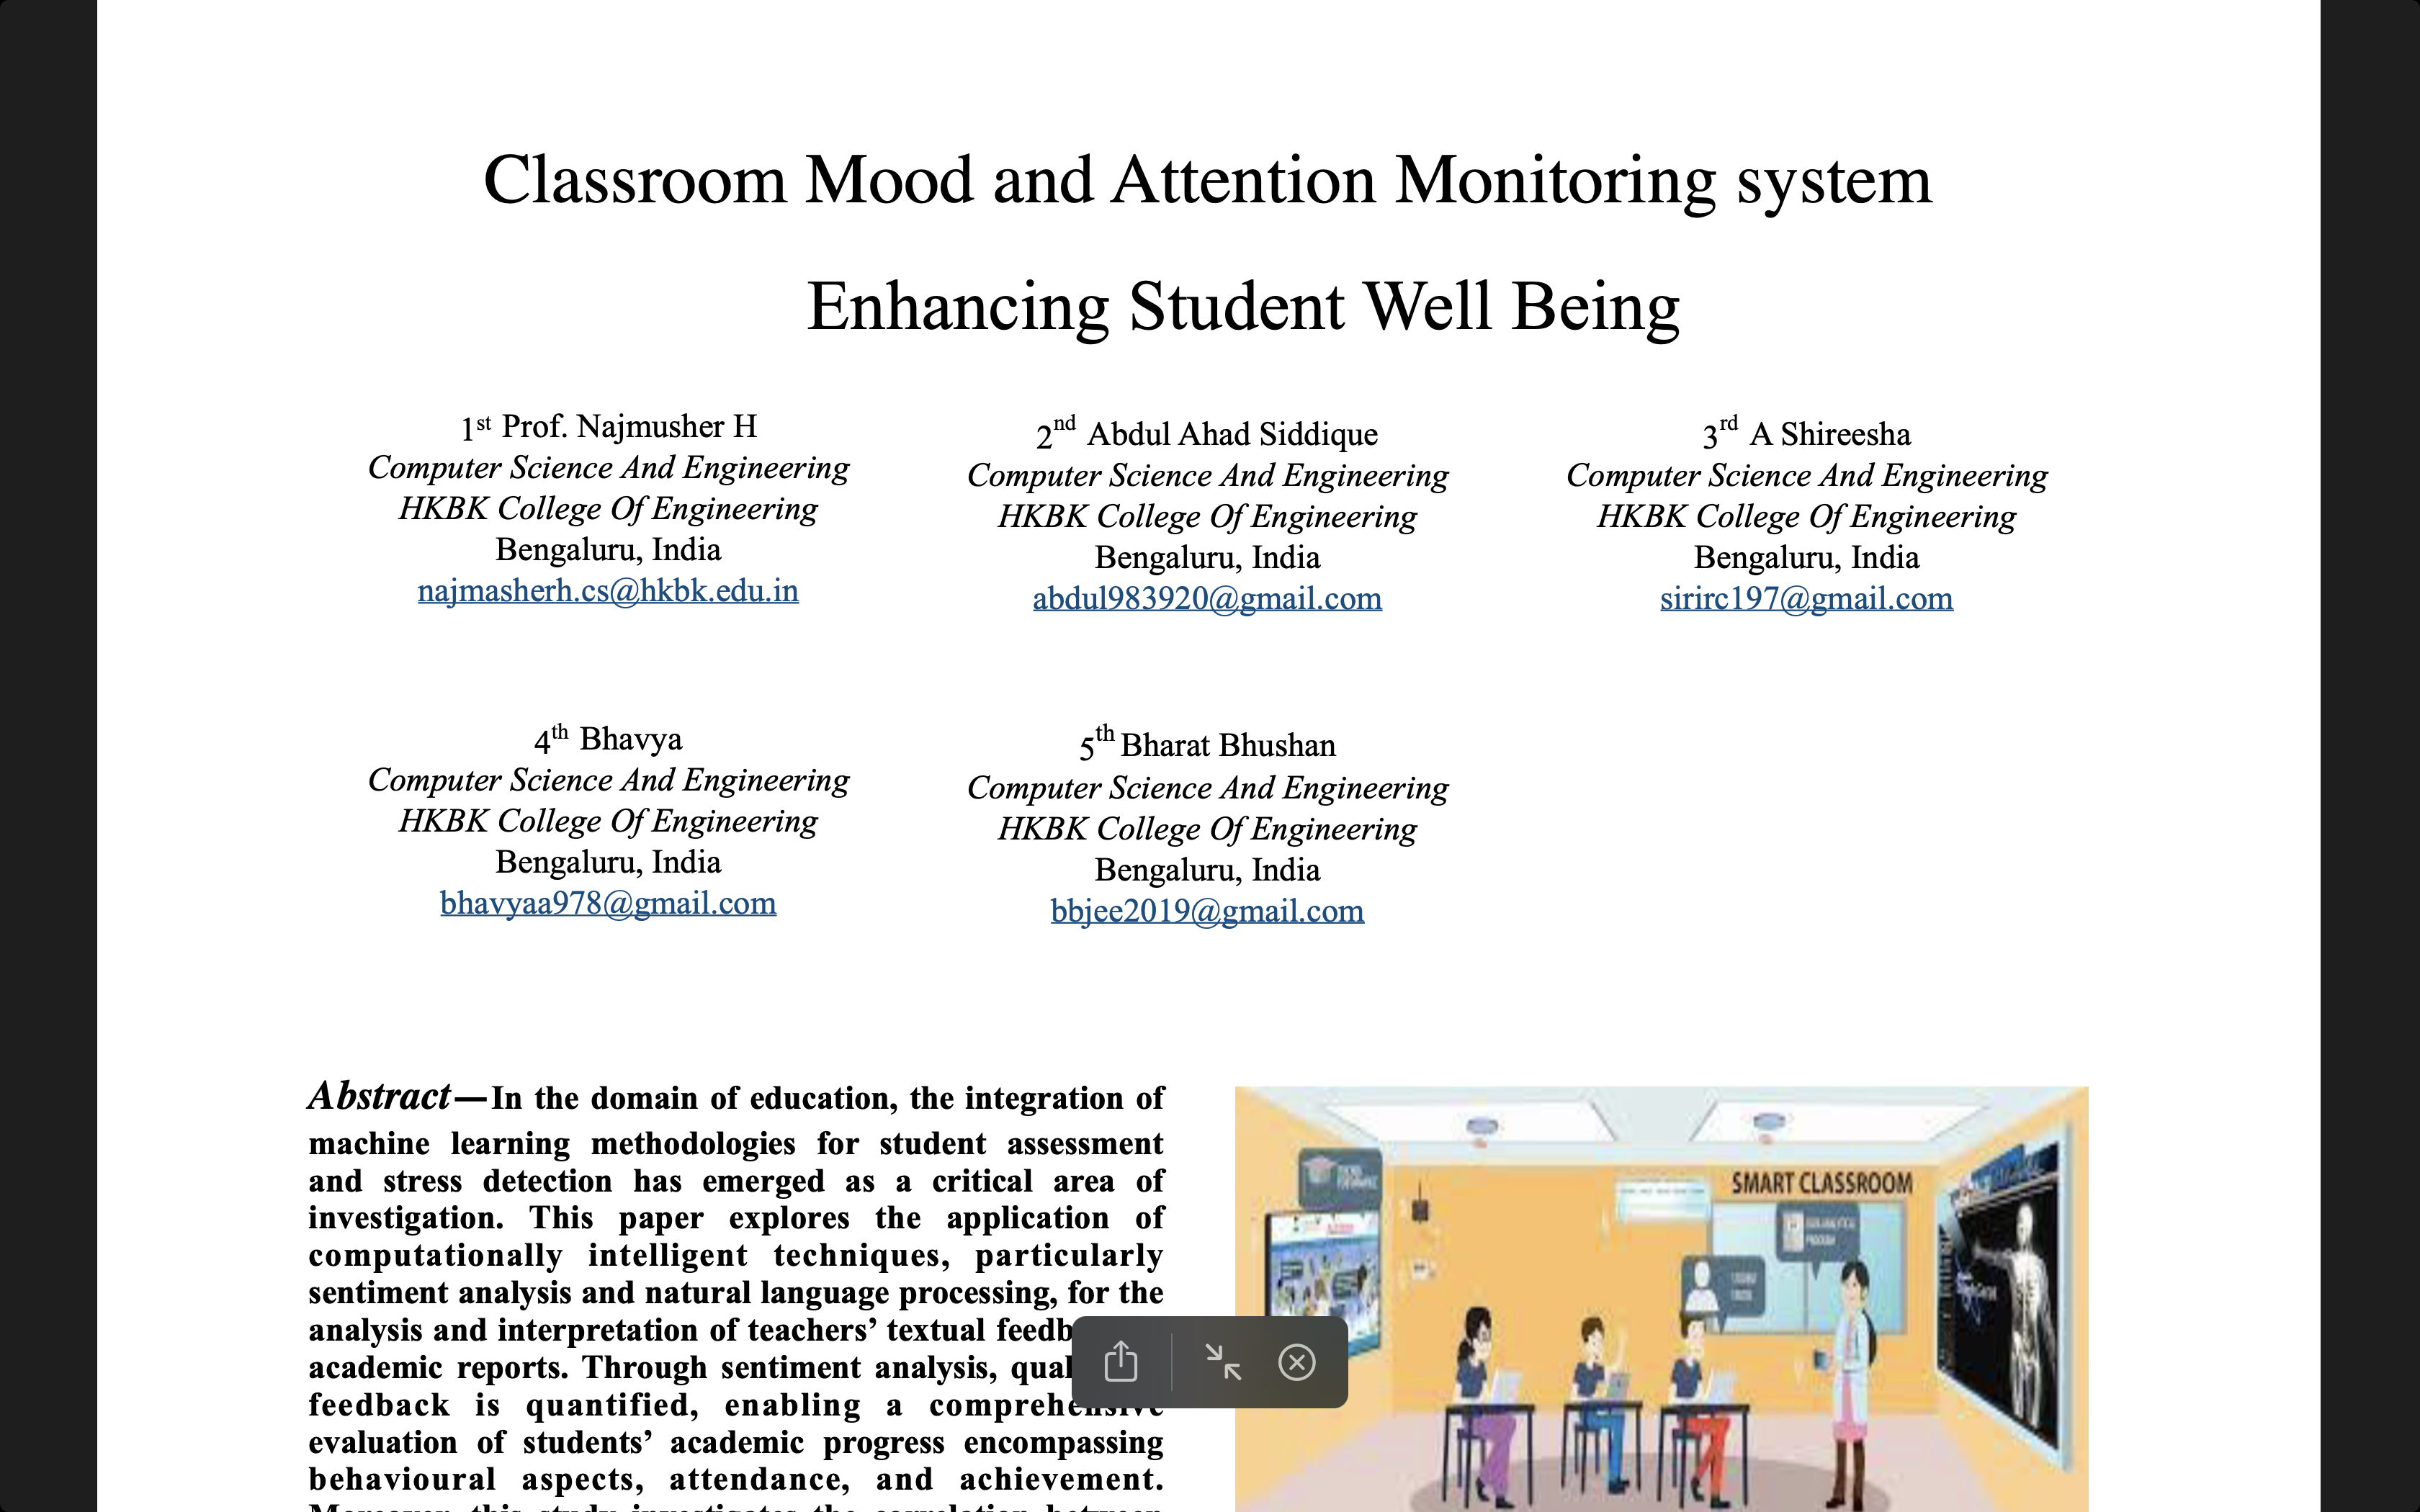 Classroom Mood and Attention Monitoring system
Enhancing Student Well Being
1st Prof. Najmusher H
Computer Science And Engineering
HKBK College Of Engineering
Bengaluru, India
najmasherh.cs@hkbk.edu.in
2nd Abdul Ahad Siddique
Computer Science And Engineering
HKBK College Of Engineering
Bengaluru, India
abdul983920@gmail.com
3rd A Shireesha
Computer Science And Engineering
HKBK College Of Engineering
Bengaluru, India
sirirc197@gmail.com
4th Bhavya
Computer Science And Engineering
HKBK College Of Engineering
Bengaluru, India
bhavyaa978@gmail.com
5th Bharat Bhushan
Computer Science And Engineering
HKBK College Of Engineering
Bengaluru, India
bbjee2019@gmail.com
Abstract—In the domain of education, the integration of
machine learning methodologies for student assessment
and stress detection has emerged as a critical area of
investigation. This paper explores the application of
computationally intelligent techniques, particularly
sentiment analysis and natural language processing, for the
analysis and interpretation of teachers’ textual
academic reports. Through sentiment analysis,
feedback is quantified, enabling a comprehensive
evaluation of students’ academic progress encompassing
behavioural aspects, attendance, and achievement.
Moreover, this study investigates the correlation between
SMART CLASSROOM